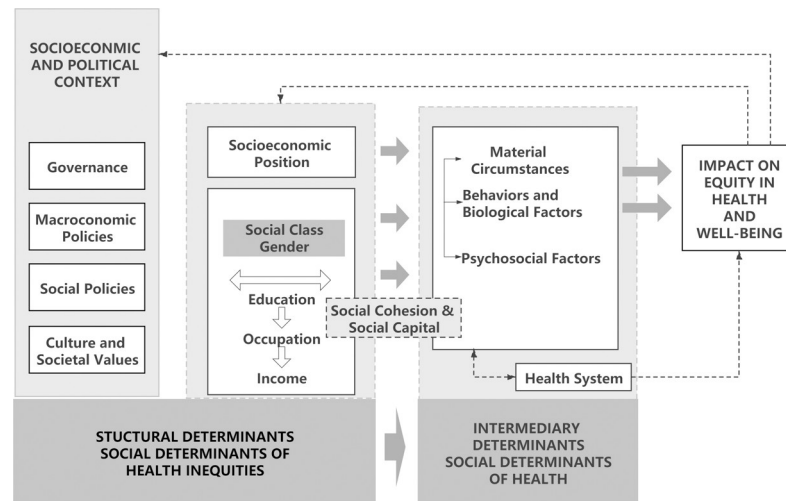 SOCIOECONMIC
AND POLITICAL
CONTEXT
Governance
Macroconomic
Policies
Social Policies
Culture and
Societal Values
Socioeconomic
Position
Social Class
Gender
Education
Occupation
Income
Social Cohesion &
Social Capital
Material
Circumstances
Behaviors and
Biological Factors
Psychosocial Factors
Health System
IMPACT ON
EQUITY IN
HEALTH
AND
WELL-BEING
STUCTURAL DETERMINANTS
SOCIAL DETERMINANTS OF
HEALTH INEQUITIES
INTERMEDIARY
DETERMINANTS
SOCIAL DETERMINANTS
OF HEALTH